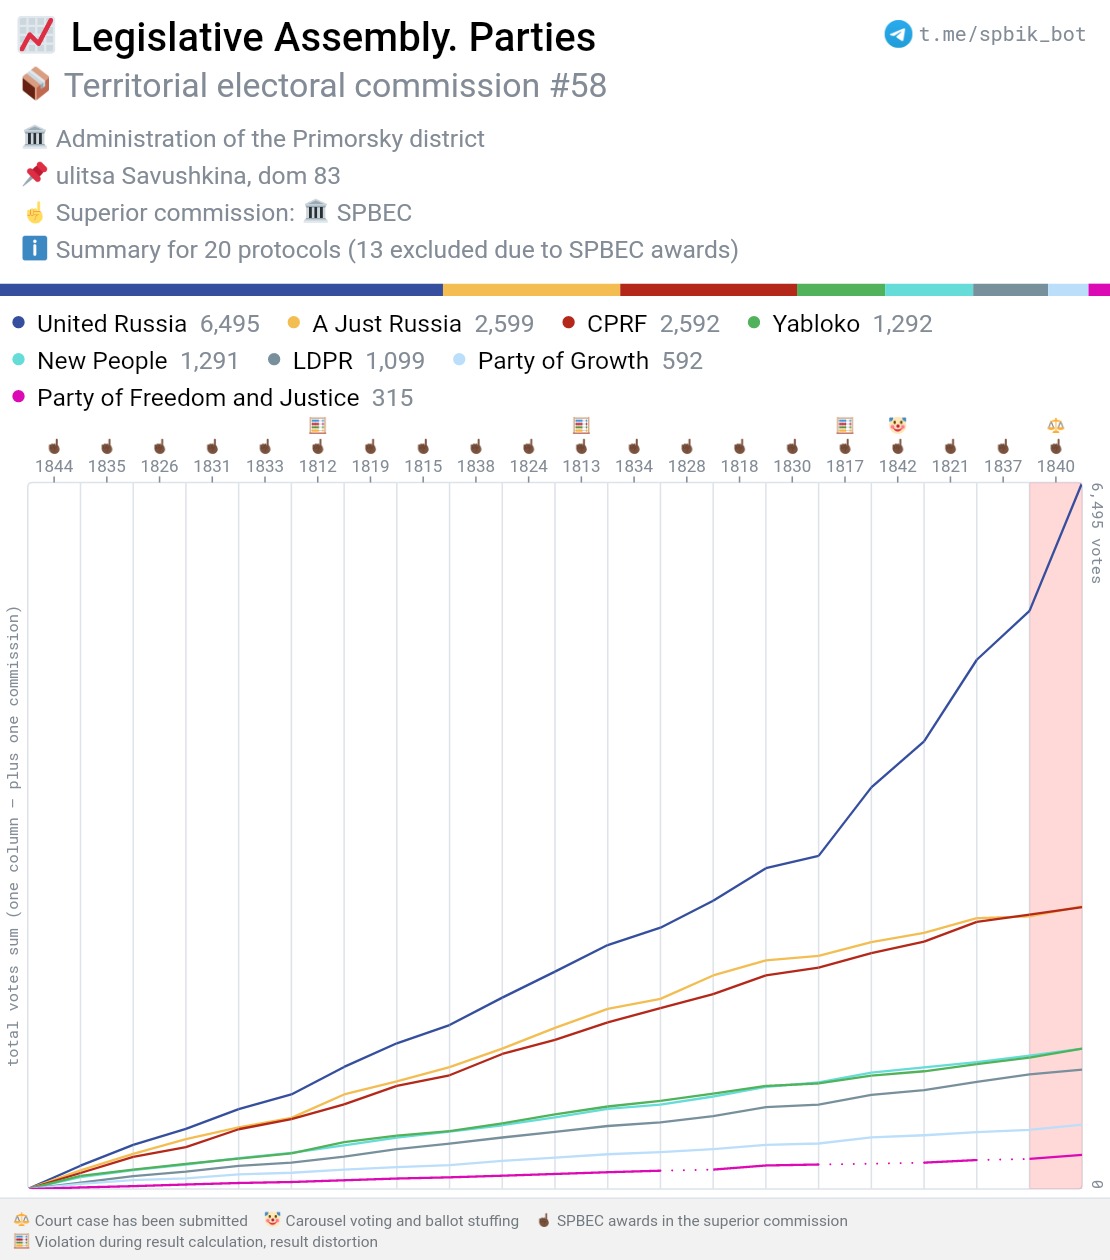 Legislative Assembly. Parties
t.me/spbik_bot
Territorial electoral commission #58
Administration of the Primorsky district
ulitsa Savushkina, dom 83
Superior commission: SPBEC
Summary for 20 protocols (13 excluded due to SPBEC awards)
United Russia 6,495 A Just Russia 2,599 CPRF 2,592 Yabloko 1,292
New People 1,291 LDPR 1,099 Party of Growth 592
Party of Freedom and Justice 315
1844 1835 1826 1831 1833 1812 1819 1815 1838 1824 1813 1834 1828 1818 1830 1817 1842 1821 1837 1840
6,495 votes
total votes sum (one column — plus one commission)
0
Court case has been submitted Carousel voting and ballot stuffing SPBEC awards in the superior commission
Violation during result calculation, result distortion